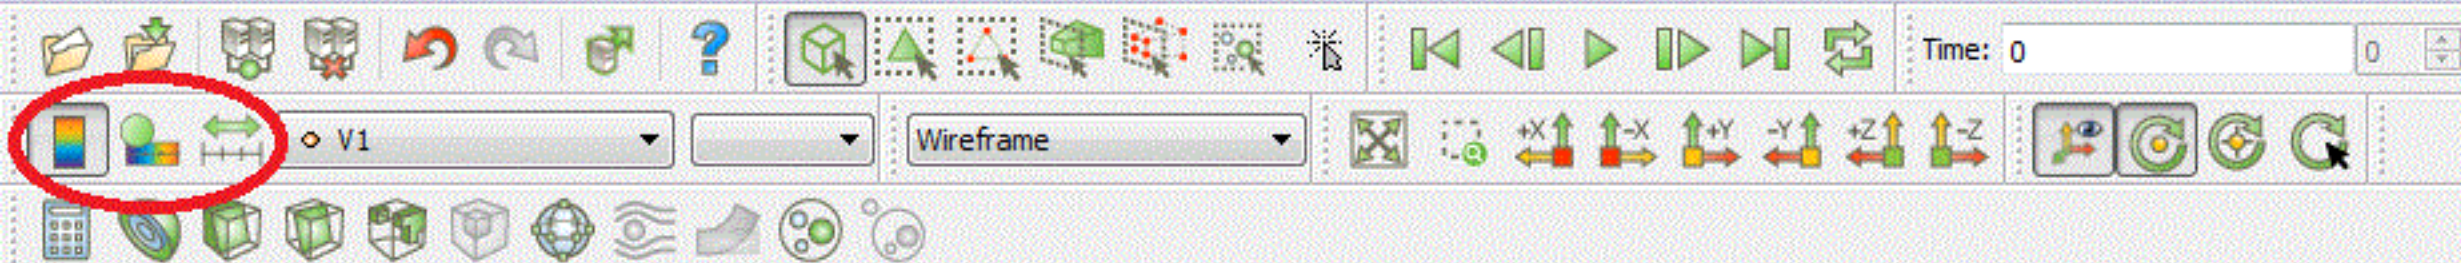 Time: 0 0
V1 Wireframe +X -X +Y -Y +Z -Z